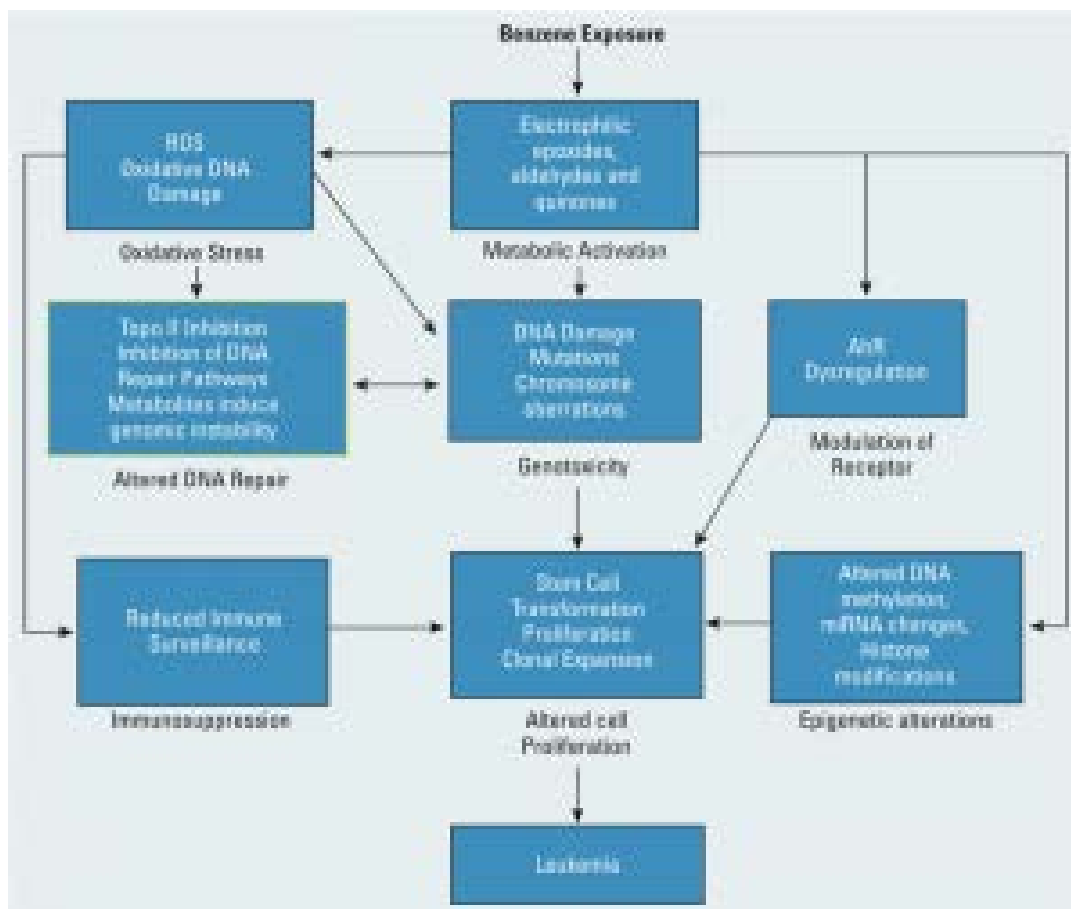 Benzene Exposure
ROS
Oxidative DNA
Damage
Electrophilic
epoxides,
aldehydes and
quinones
Oxidative Stress
Metabolic Activation
Topo II Inhibition
Inhibition of DNA
Repair Pathways
Metabolites induce
genomic instability
DNA Damage
Mutations
Chromosome
aberrations
AhR
Dysregulation
Altered DNA Repair
Genotoxicity
Modulation of
Receptor
Reduced Immune
Surveillance
Stem Cell
Transformation
Proliferation
Clonal Expansion
Altered DNA
methylation,
mRNA changes,
Histone
modifications
Immunosuppression
Altered cell
Proliferation
Epigenetic alterations
Leukemia